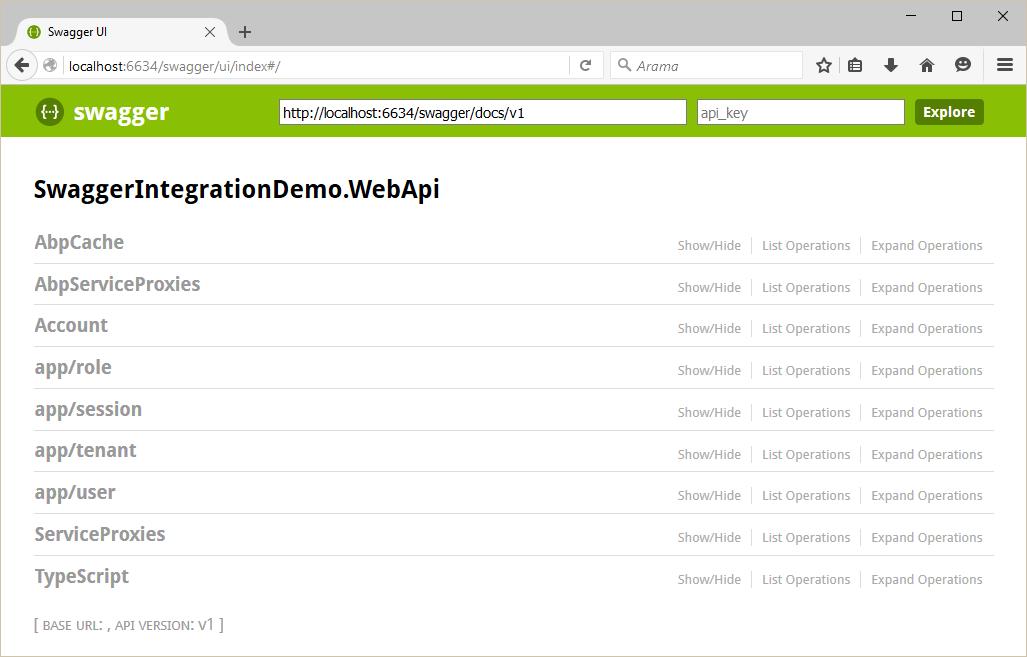 Swagger UI
localhost:6634/swagger/ui/index#/
Arama
{···} swagger
http://localhost:6634/swagger/docs/v1
api_key
Explore
SwaggerIntegrationDemo.WebApi
AbpCache Show/Hide List Operations Expand Operations
AbpServiceProxies Show/Hide List Operations Expand Operations
Account Show/Hide List Operations Expand Operations
app/role Show/Hide List Operations Expand Operations
app/session Show/Hide List Operations Expand Operations
app/tenant Show/Hide List Operations Expand Operations
app/user Show/Hide List Operations Expand Operations
ServiceProxies Show/Hide List Operations Expand Operations
TypeScript Show/Hide List Operations Expand Operations
[ BASE URL: , API VERSION: V1 ]